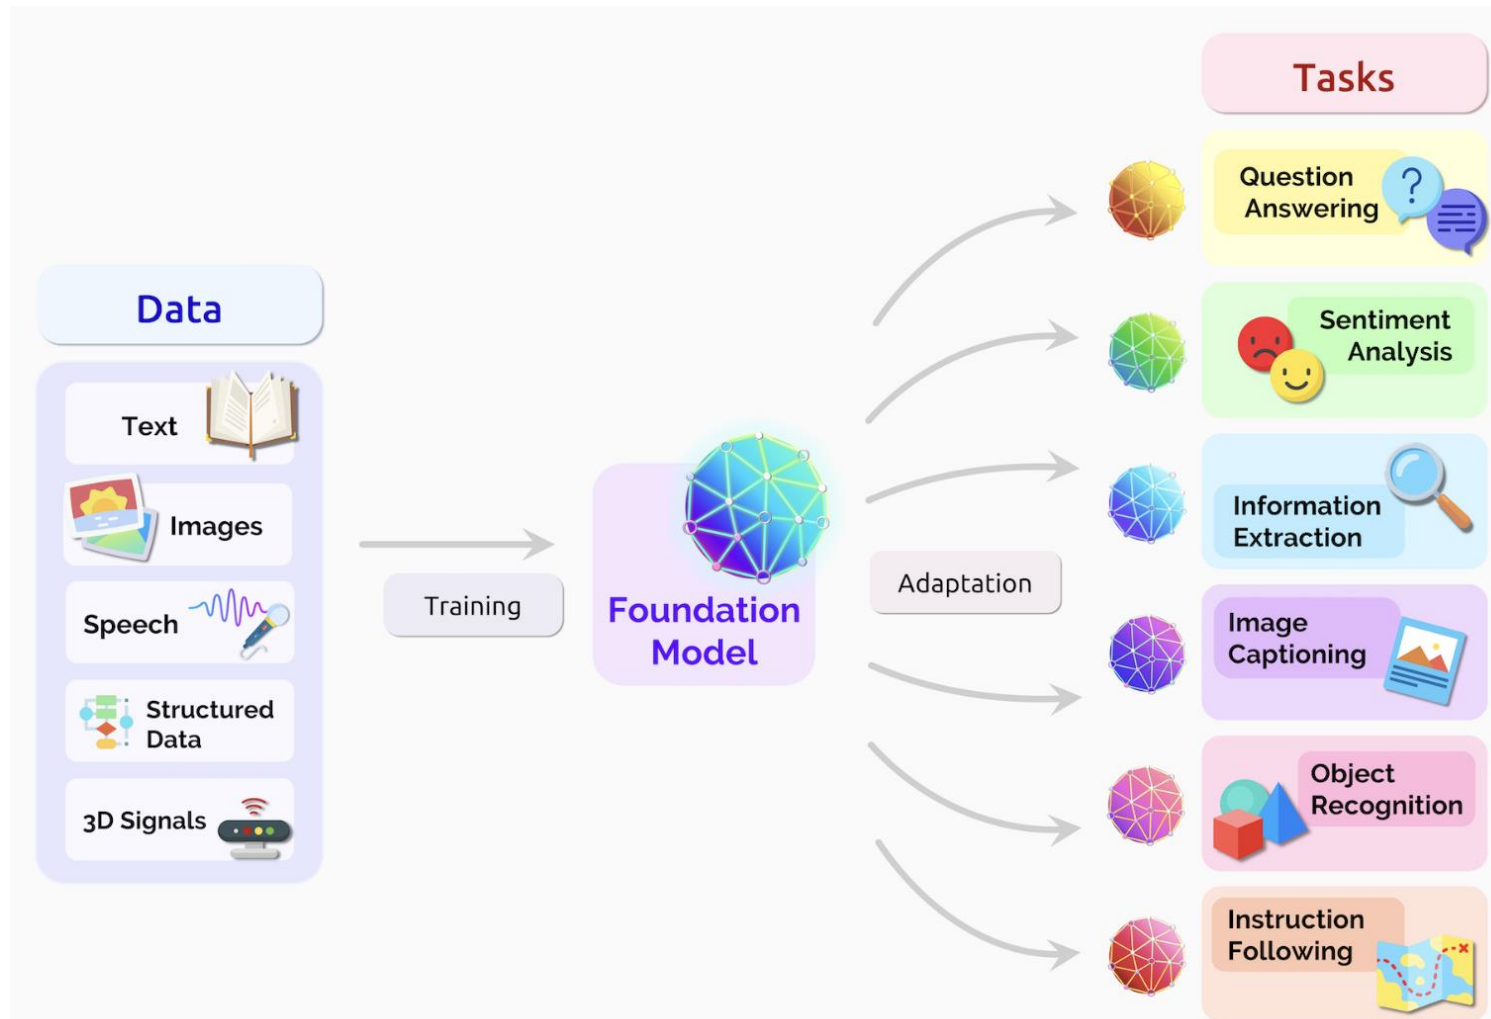 Data
Text
Images
Speech
Structured
Data
3D Signals
Training
Foundation
Model
Adaptation
Tasks
Question
Answering
Sentiment
Analysis
Information
Extraction
Image
Captioning
Object
Recognition
Instruction
Following